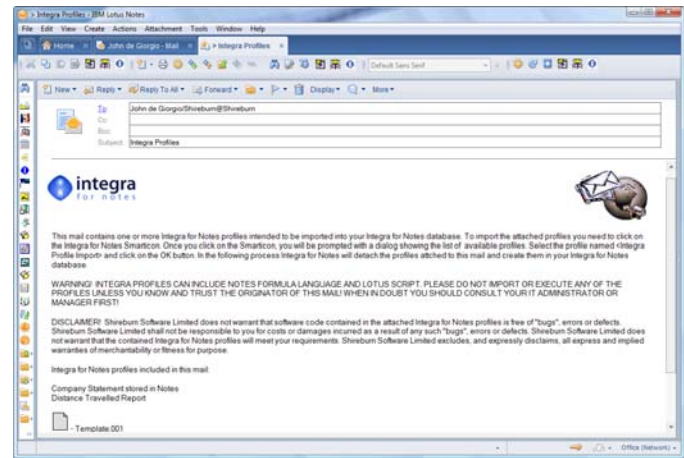 > Integra Profiles - IBM Lotus Notes
File Edit View Create Actions Attachment Tools Window Help
Home × John de Giorgio - Mail × > Integra Profiles ×
Default Sans Serif
New Reply Reply To All Forward Display More
To: John de Giorgio/Shireburn@Shireburn
Cc:
Bcc:
Subject: Integra Profiles
integra
for notes
This mail contains one or more Integra for Notes profiles intended to be imported into your Integra for Notes database. To import the attached profiles you need to click on
the Integra for Notes Smarticon. Once you click on the Smarticon, you will be prompted with a dialog showing the list of available profiles. Select the profile named <Integra
Profile Import> and click on the OK button. In the following process Integra for Notes will detach the profiles attched to this mail and create them in your Integra for Notes
database.
WARNING! INTEGRA PROFILES CAN INCLUDE NOTES FORMULA LANGUAGE AND LOTUS SCRIPT. PLEASE DO NOT IMPORT OR EXECUTE ANY OF THE
PROFILES UNLESS YOU KNOW AND TRUST THE ORIGINATOR OF THIS MAIL! WHEN IN DOUBT YOU SHOULD CONSULT YOUR IT ADMINISTRATOR OR
MANAGER FIRST!
DISCLAIMER! Shireburn Software Limited does not warrant that software code contained in the attached Integra for Notes profiles is free of "bugs", errors or defects.
Shireburn Software Limited shall not be responsible to you for costs or damages incurred as a result of any such "bugs", errors or defects. Shireburn Software Limited does
not warrant that the contained Integra for Notes profiles will meet your requirements. Shireburn Software Limited excludes, and expressly disclaims, all express and implied
warranties of merchantability or fitness for purpose.
Integra for Notes profiles included in this mail:
Company Statement stored in Notes
Distance Travelled Report
- Template.001
Office (Network)